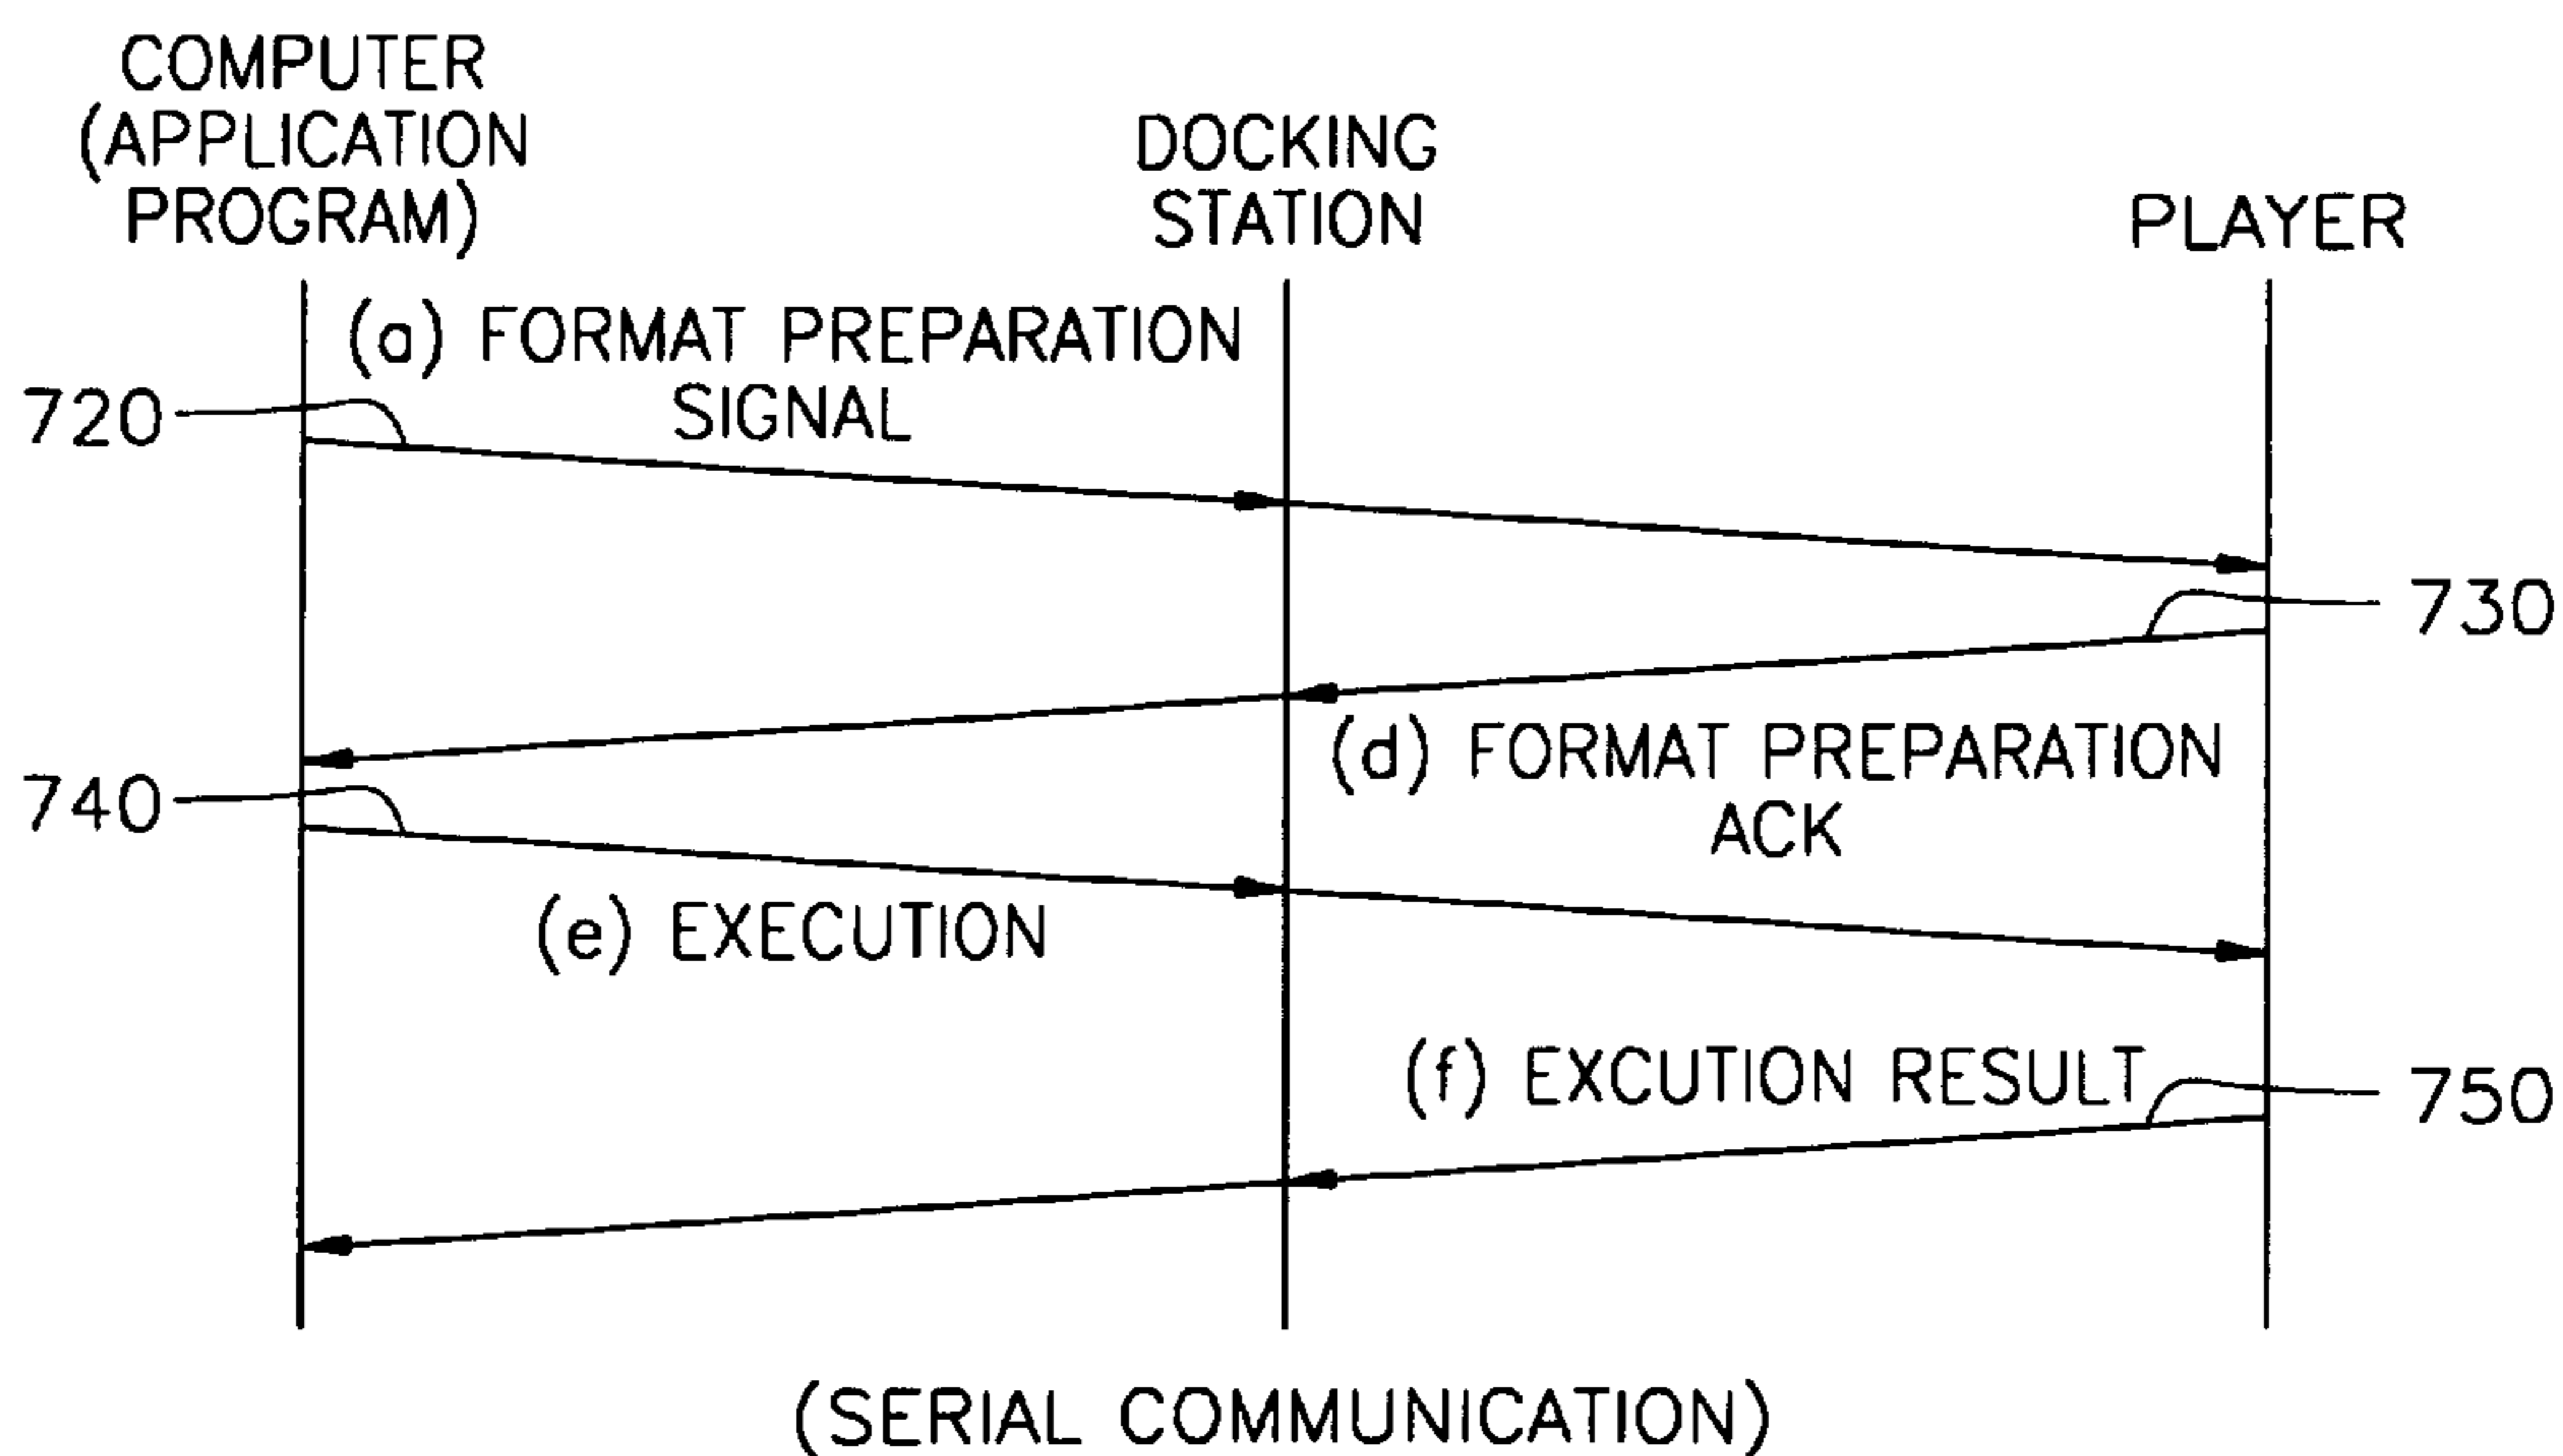 COMPUTER
(APPLICATION
PROGRAM)
DOCKING
STATION
PLAYER
(a) FORMAT PREPARATION
SIGNAL
720
730
(d) FORMAT PREPARATION
ACK
740
(e) EXECUTION
(f) EXCUTION RESULT
750
(SERIAL COMMUNICATION)